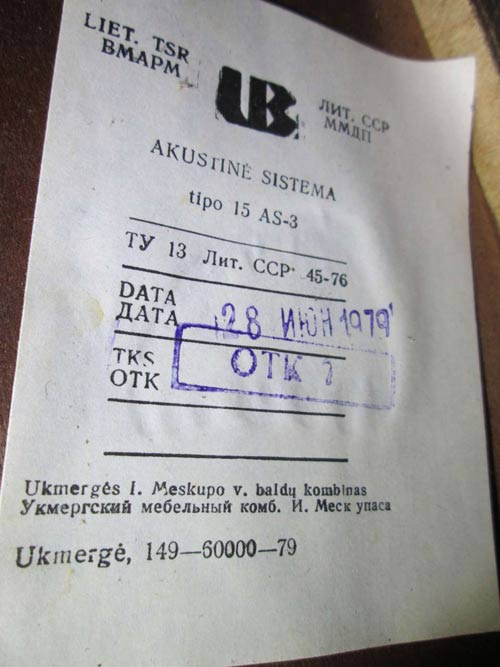 LIET. TSR
ВМАРМ
UB
ЛИТ. ССР
ММДП
AKUSTINĖ SISTEMA
tipo 15 AS-3
ТУ 13 Лит. ССР 45-76
DATA
ДАТА
28 ИЮН 1979
TKS
ОТК
ОТК
Ukmergės I. Meskupo v. baldų kombinas
Укмергский мебельный комб. И. Меск упаса
Ukmergė, 149—60000—79